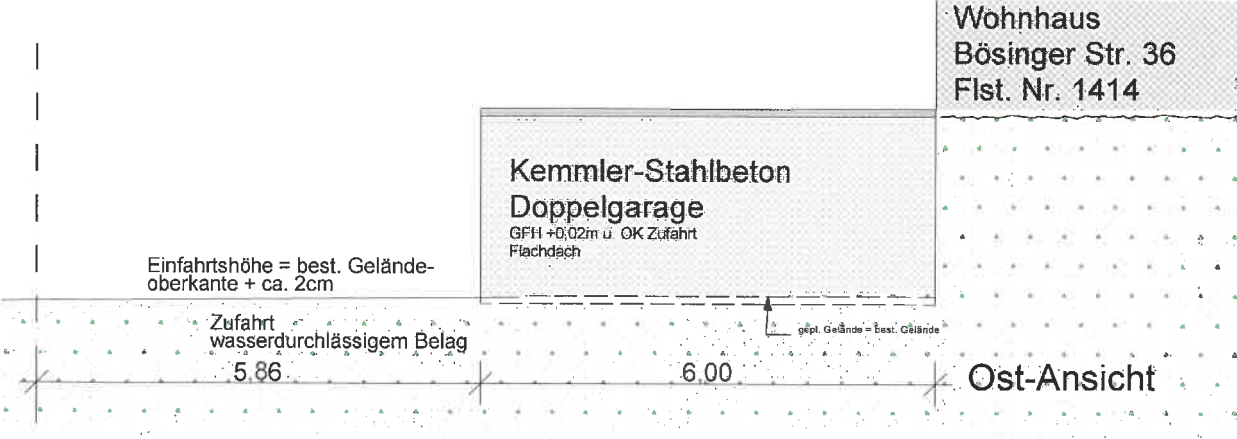 Wohnhaus
Bösinger Str. 36
Flst. Nr. 1414
Kemmler-Stahlbeton
Doppelgarage
GFH +0,02m ü. OK Zufahrt
Flachdach
Einfahrtshöhe = best. Gelände-
oberkante + ca. 2cm
Zufahrt
wasserdurchlässigem Belag
gepl. Gelände = best. Gelände
5,86
6,00
Ost-Ansicht